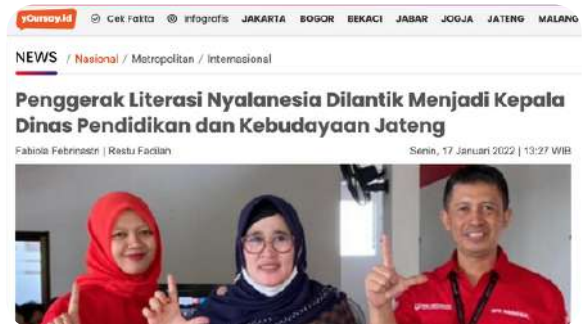 yOursay.id Cek Fakta Infografis JAKARTA BOGOR BEKACI JABAR JOGJA JATENG MALANG
NEWS / Nasional / Metropolitan / Internasional
Penggerak Literasi Nyalanesia Dilantik Menjadi Kepala
Dinas Pendidikan dan Kebudayaan Jateng
Fabiola Febrinastri | Restu Fadilah Senin, 17 Januari 2022 | 13:27 WIB